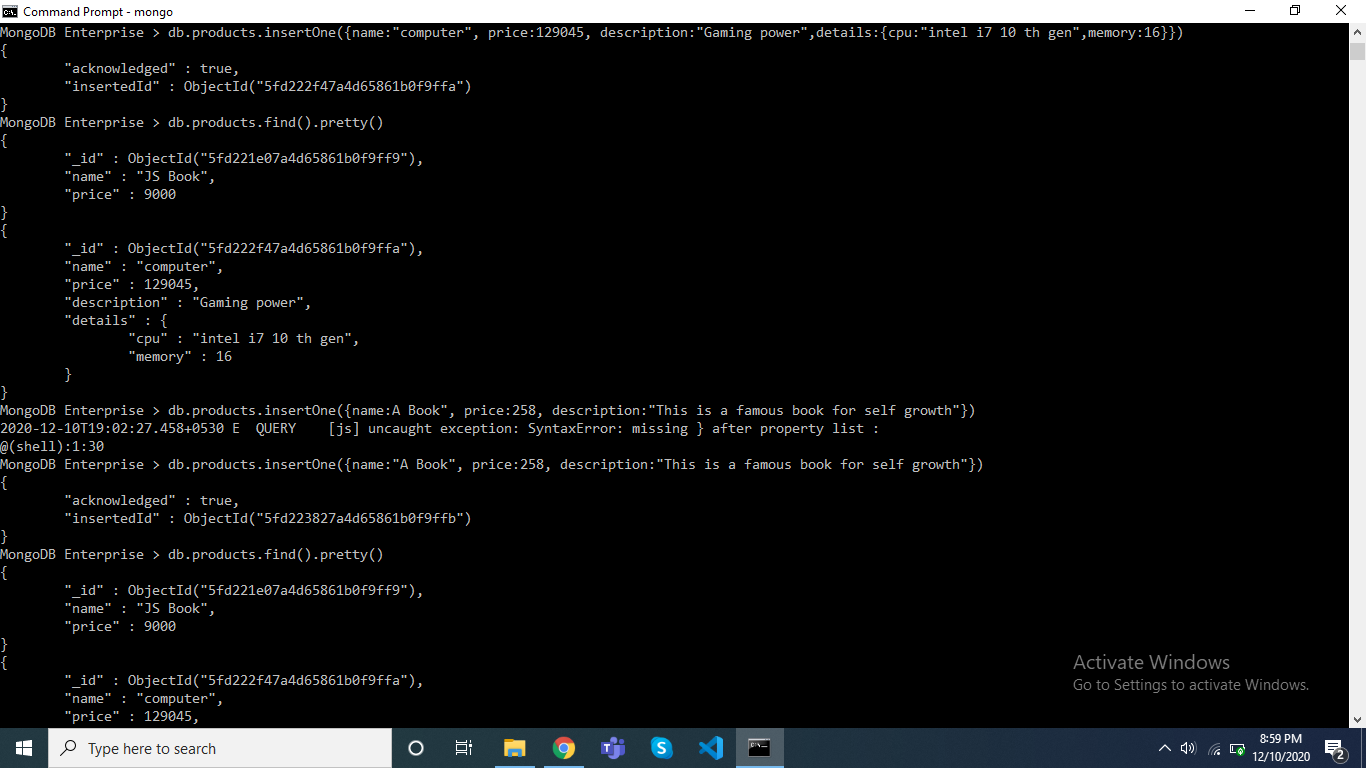 Command Prompt - mongo
MongoDB Enterprise > db.products.insertOne({name:"computer", price:129045, description:"Gaming power",details:{cpu:"intel i7 10 th gen",memory:16}})
{
"acknowledged" : true,
"insertedId" : ObjectId("5fd222f47a4d65861b0f9ffa")
}
MongoDB Enterprise > db.products.find().pretty()
{
"_id" : ObjectId("5fd221e07a4d65861b0f9ff9"),
"name" : "JS Book",
"price" : 9000
}
{
"_id" : ObjectId("5fd222f47a4d65861b0f9ffa"),
"name" : "computer",
"price" : 129045,
"description" : "Gaming power",
"details" : {
"cpu" : "intel i7 10 th gen",
"memory" : 16
}
}
MongoDB Enterprise > db.products.insertOne({name:A Book", price:258, description:"This is a famous book for self growth"})
2020-12-10T19:02:27.458+0530 E  QUERY    [js] uncaught exception: SyntaxError: missing } after property list :
@(shell):1:30
MongoDB Enterprise > db.products.insertOne({name:"A Book", price:258, description:"This is a famous book for self growth"})
{
"acknowledged" : true,
"insertedId" : ObjectId("5fd223827a4d65861b0f9ffb")
}
MongoDB Enterprise > db.products.find().pretty()
{
"_id" : ObjectId("5fd221e07a4d65861b0f9ff9"),
"name" : "JS Book",
"price" : 9000
}
{
"_id" : ObjectId("5fd222f47a4d65861b0f9ffa"),
"name" : "computer",
"price" : 129045,
Activate Windows
Go to Settings to activate Windows.
Type here to search
8:59 PM
12/10/2020
2